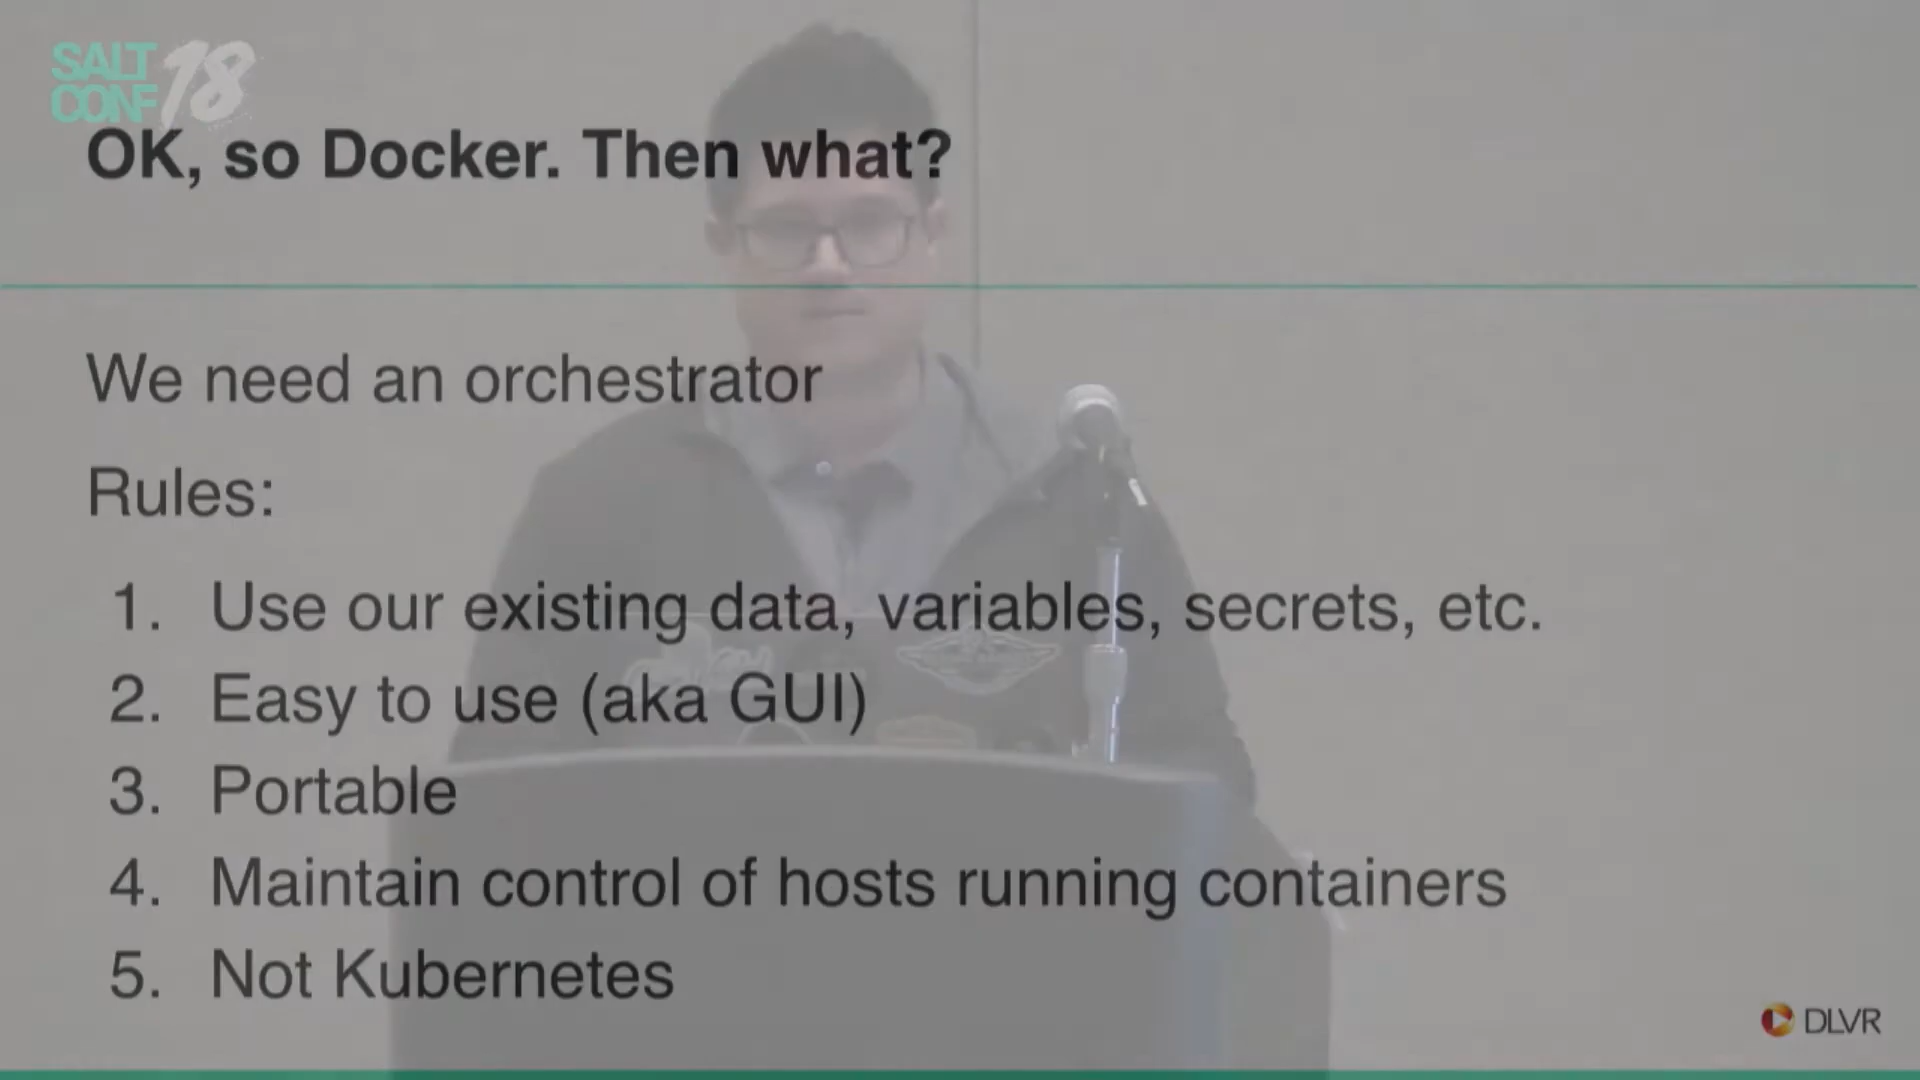 SALT
CONF 18
OK, so Docker. Then what?
We need an orchestrator
Rules:
1. Use our existing data, variables, secrets, etc.
2. Easy to use (aka GUI)
3. Portable
4. Maintain control of hosts running containers
5. Not Kubernetes
DLVR